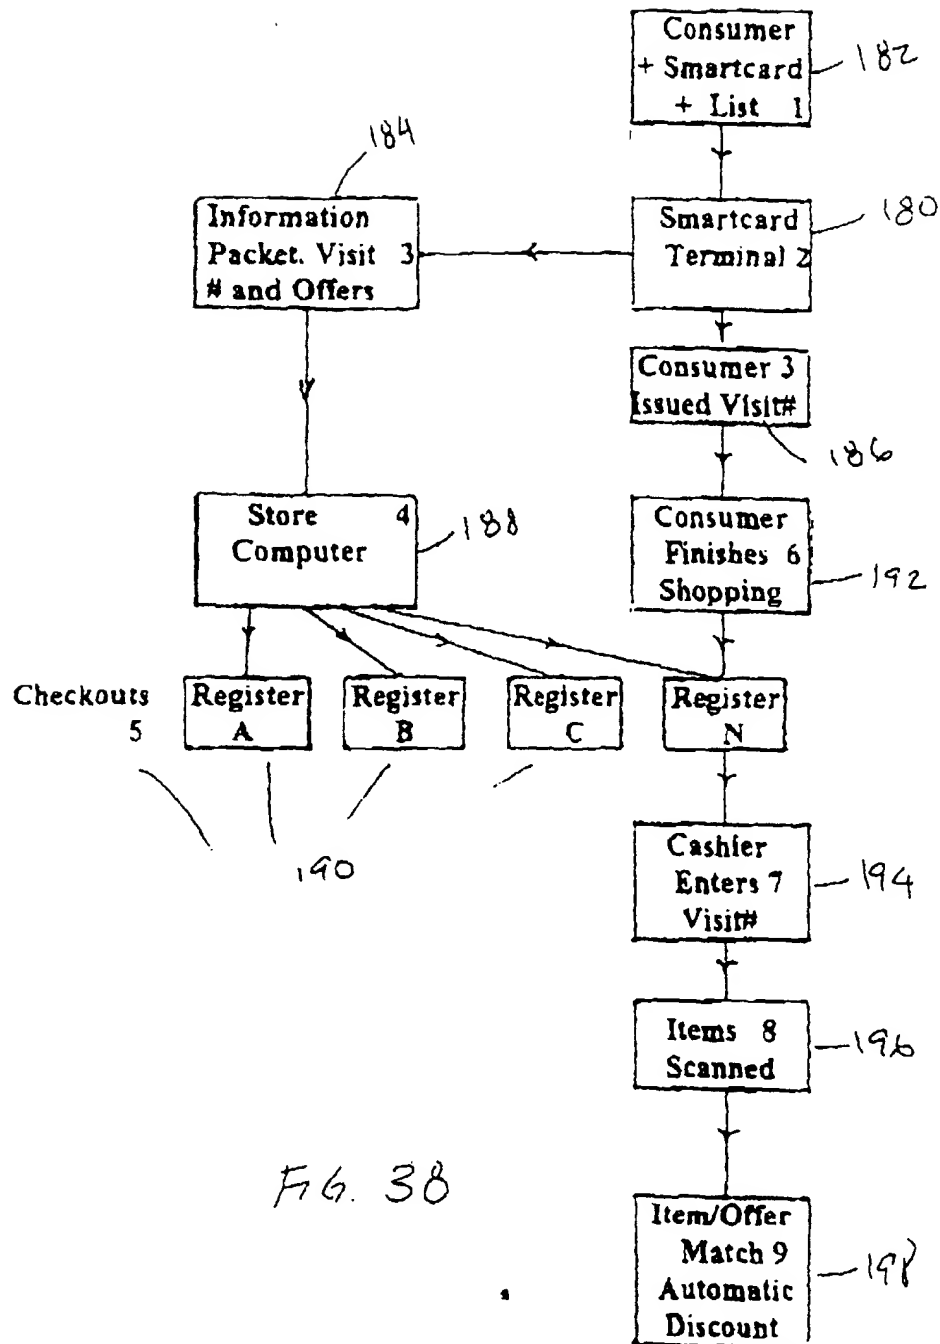 Consumer
+ Smartcard
+ List 1
182
184
Information
Packet. Visit 3
# and Offers
Smartcard
Terminal 2
180
Consumer 3
Issued Visit#
186
Store 4
Computer
188
Consumer
Finishes 6
Shopping
192
Checkouts
5
Register
A
Register
B
Register
C
Register
N
190
Cashier
Enters 7
Visit#
194
Items 8
Scanned
196
Item/Offer
Match 9
Automatic
Discount
198
FIG. 38